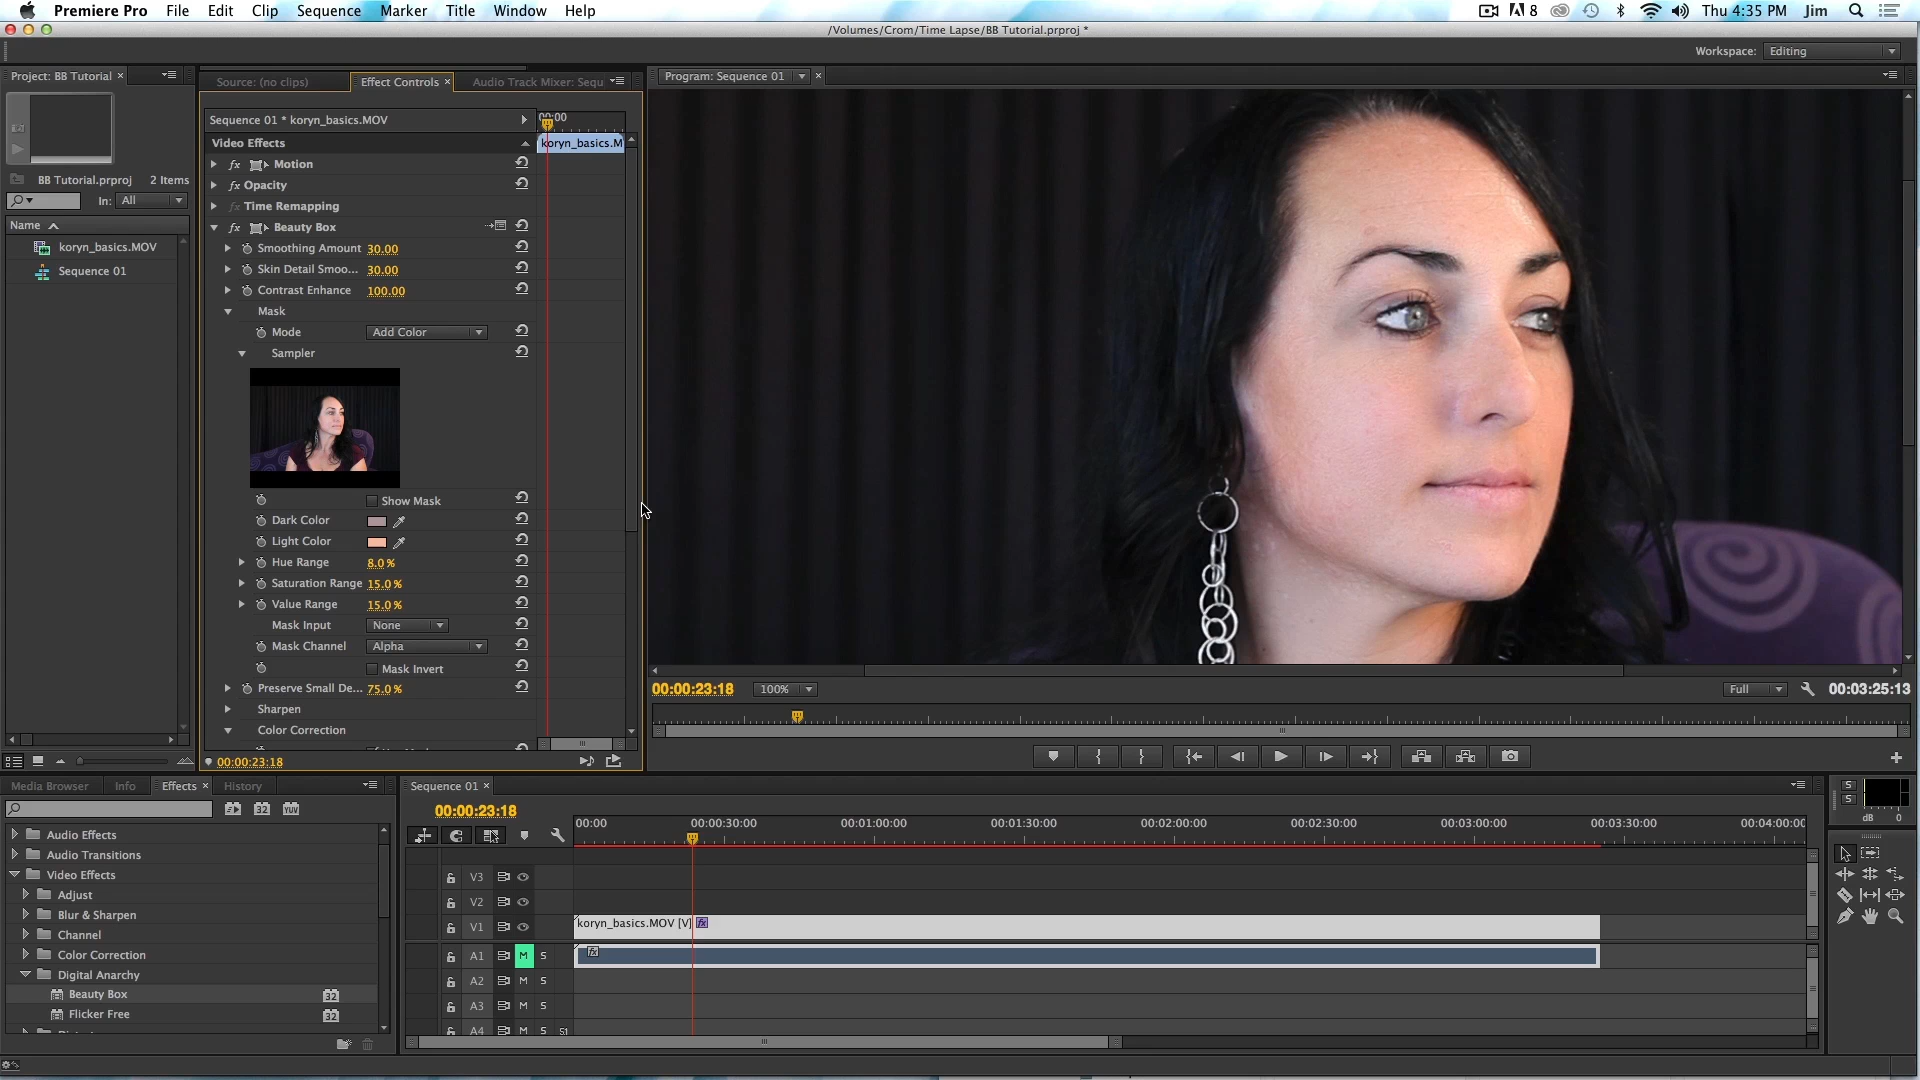 Premiere Pro File Edit Clip Sequence Marker Title Window Help
8 Thu 4:35 PM Jim
/Volumes/Crom/Time Lapse/BB Tutorial.prproj *
Workspace: Editing
Project: BB Tutorial ×
BB Tutorial.prproj 2 Items
In: All
Name
koryn_basics.MOV
Sequence 01
Source: (no clips) Effect Controls × Audio Track Mixer: Sequ
Sequence 01 * koryn_basics.MOV
00:00
Video Effects
koryn_basics.M
fx Motion
fx Opacity
fx Time Remapping
fx Beauty Box
Smoothing Amount 30.00
Skin Detail Smoo... 30.00
Contrast Enhance 100.00
Mask
Mode Add Color
Sampler
Show Mask
Dark Color
Light Color
Hue Range 8.0 %
Saturation Range 15.0 %
Value Range 15.0 %
Mask Input None
Mask Channel Alpha
Mask Invert
Preserve Small De... 75.0 %
Sharpen
Color Correction
00:00:23:18
Program: Sequence 01 ×
00:00:23:18 100% Full 00:03:25:13
Media Browser Info Effects × History
32 YUV
Audio Effects
Audio Transitions
Video Effects
Adjust
Blur & Sharpen
Channel
Color Correction
Digital Anarchy
Beauty Box 32
Flicker Free 32
Sequence 01 ×
00:00:23:18
00:00 00:00:30:00 00:01:00:00 00:01:30:00 00:02:00:00 00:02:30:00 00:03:00:00 00:03:30:00 00:04:00:0
V3
V2
V1
koryn_basics.MOV [V] fx
A1 M S fx
A2 M S
A3 M S
A4 M S S1
S
S
dB 0